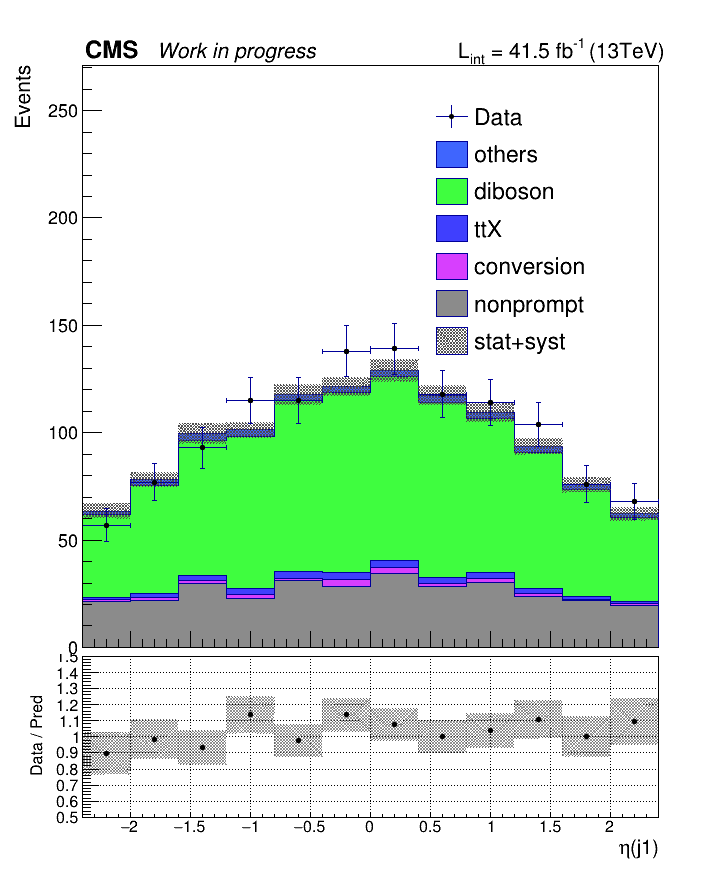 CMS Work in progress L_int = 41.5 fb⁻¹ (13TeV)
Events
250
200
150
100
50
0
Data
others
diboson
ttX
conversion
nonprompt
stat+syst
Data / Pred
1.5
1.4
1.3
1.2
1.1
1
0.9
0.8
0.7
0.6
0.5
−2 −1.5 −1 −0.5 0 0.5 1 1.5 2
η(j1)